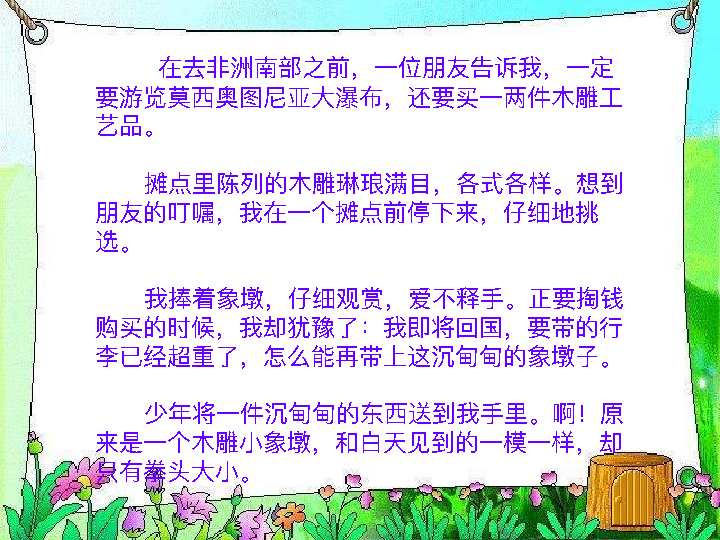 在去非洲南部之前，一位朋友告诉我，一定
要游览莫西奥图尼亚大瀑布，还要买一两件木雕工
艺品。
摊点里陈列的木雕琳琅满目，各式各样。想到
朋友的叮嘱，我在一个摊点前停下来，仔细地挑
选。
我捧着象墩，仔细观赏，爱不释手。正要掏钱
购买的时候，我却犹豫了：我即将回国，要带的行
李已经超重了，怎么能再带上这沉甸甸的象墩子。
少年将一件沉甸甸的东西送到我手里。啊！原
来是一个木雕小象墩，和白天见到的一模一样，却
只有拳头大小。